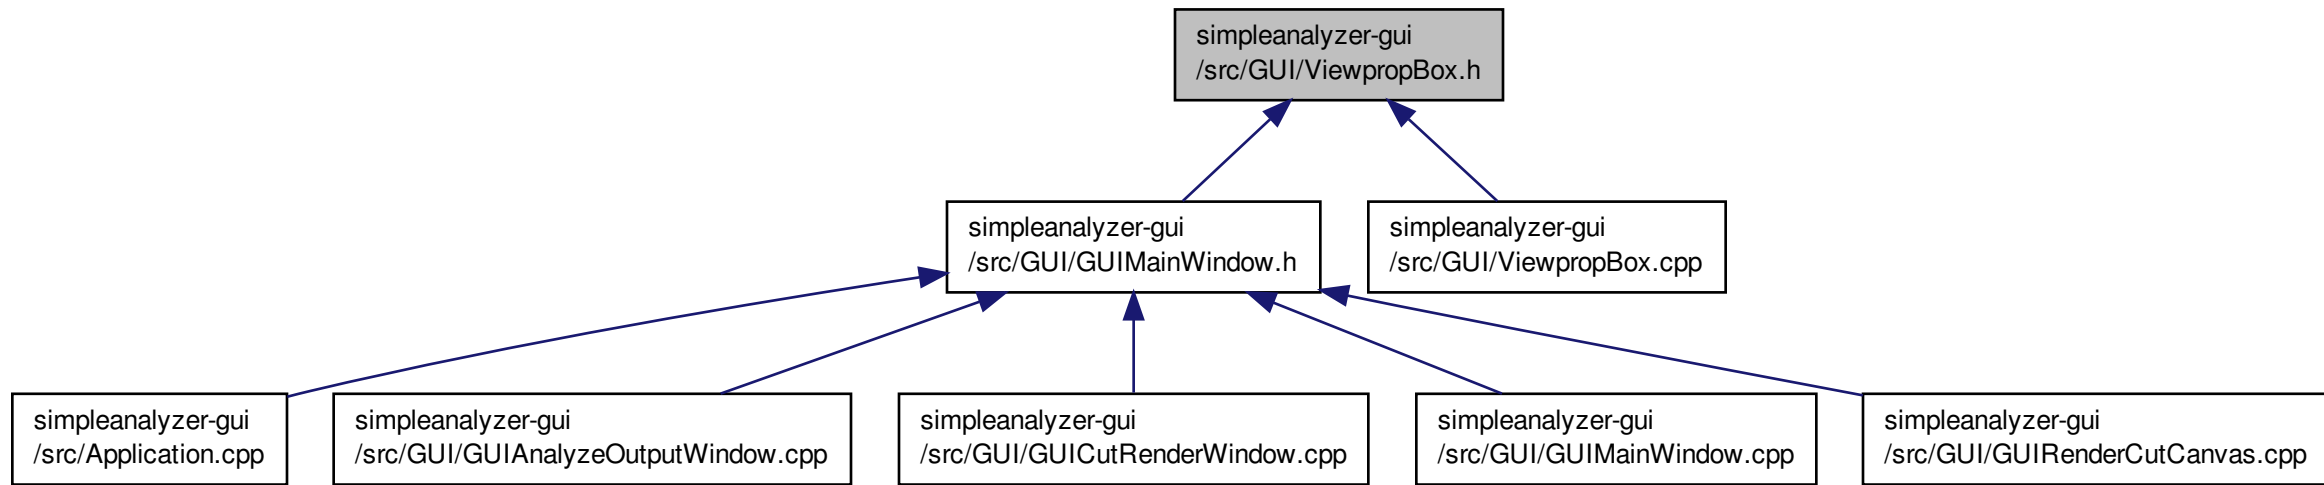 simpleanalyzer-gui
/src/GUI/ViewpropBox.h
simpleanalyzer-gui
/src/GUI/GUIMainWindow.h
simpleanalyzer-gui
/src/GUI/ViewpropBox.cpp
simpleanalyzer-gui
/src/Application.cpp
simpleanalyzer-gui
/src/GUI/GUIAnalyzeOutputWindow.cpp
simpleanalyzer-gui
/src/GUI/GUICutRenderWindow.cpp
simpleanalyzer-gui
/src/GUI/GUIMainWindow.cpp
simpleanalyzer-gui
/src/GUI/GUIRenderCutCanvas.cpp